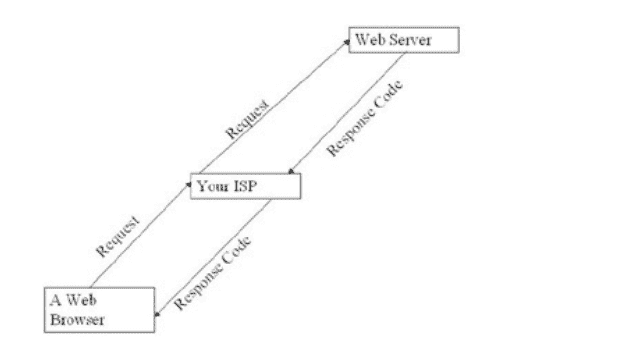 Web Server
Request
Response Code
Your ISP
Request
Response Code
A Web
Browser